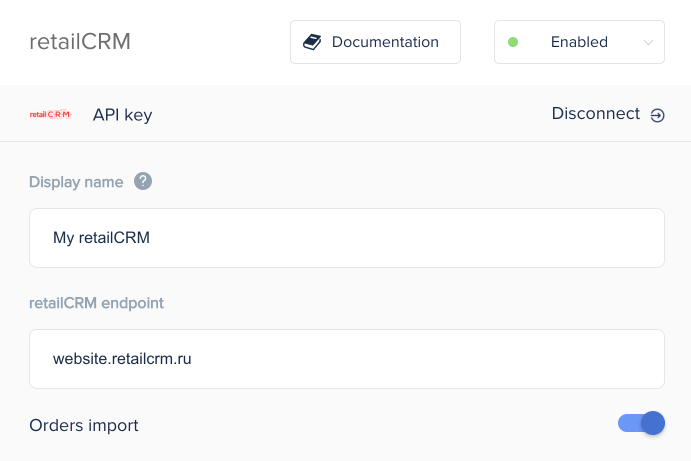 retailCRM
Documentation
Enabled
retailCRM
API key
Disconnect
Display name ?
My retailCRM
retailCRM endpoint
website.retailcrm.ru
Orders import